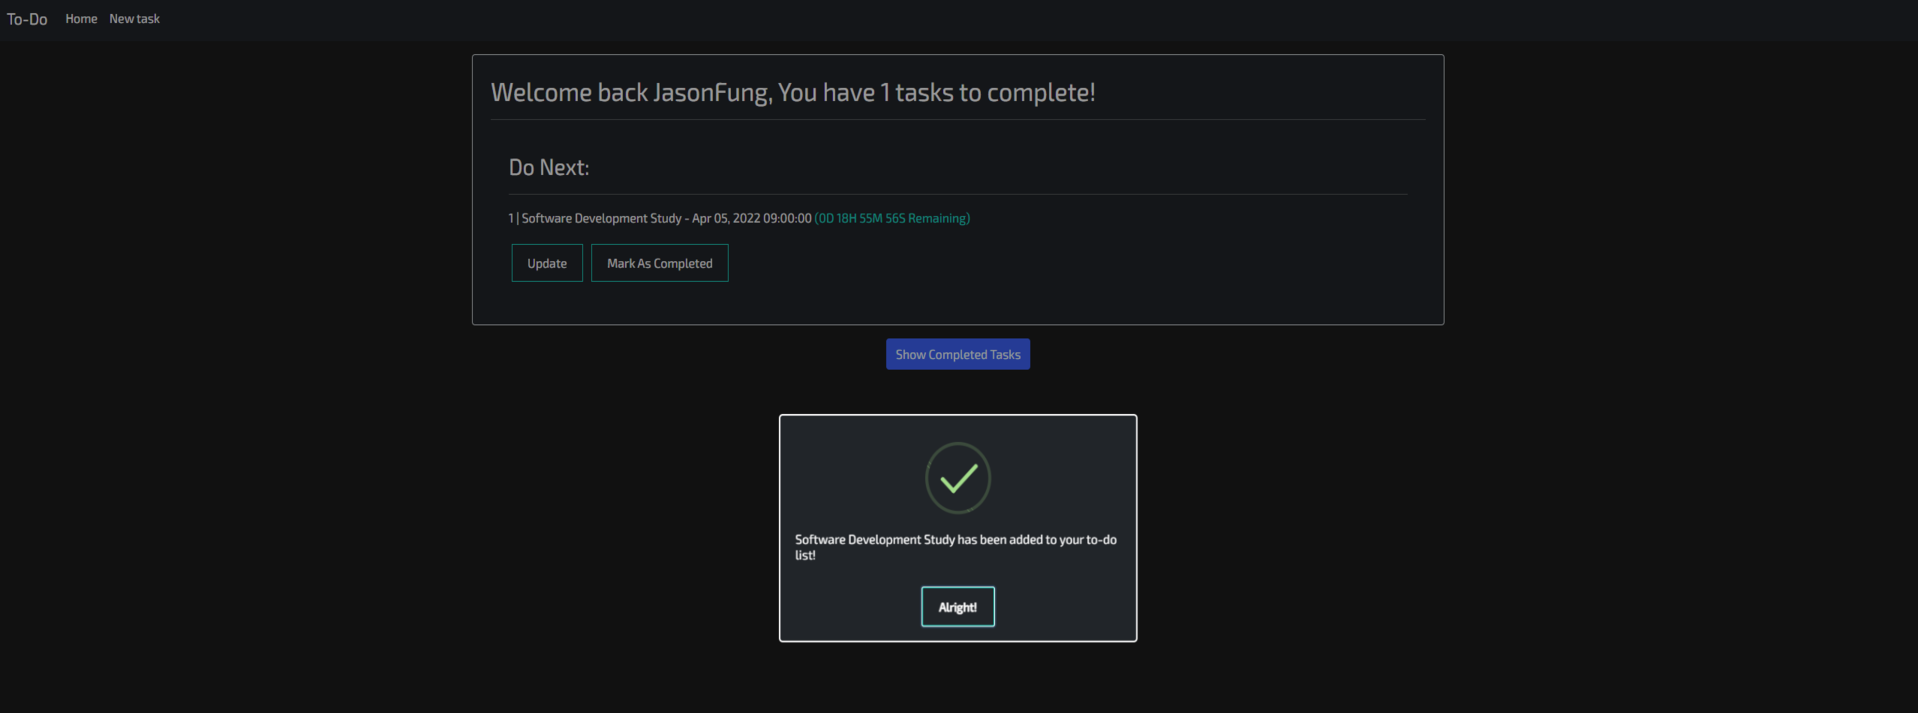 To-Do Home New task
Welcome back JasonFung, You have 1 tasks to complete!
Do Next:
1 | Software Development Study - Apr 05, 2022 09:00:00 (0D 18H 55M 56S Remaining)
Update Mark As Completed
Show Completed Tasks
Software Development Study has been added to your to-do
list!
Alright!